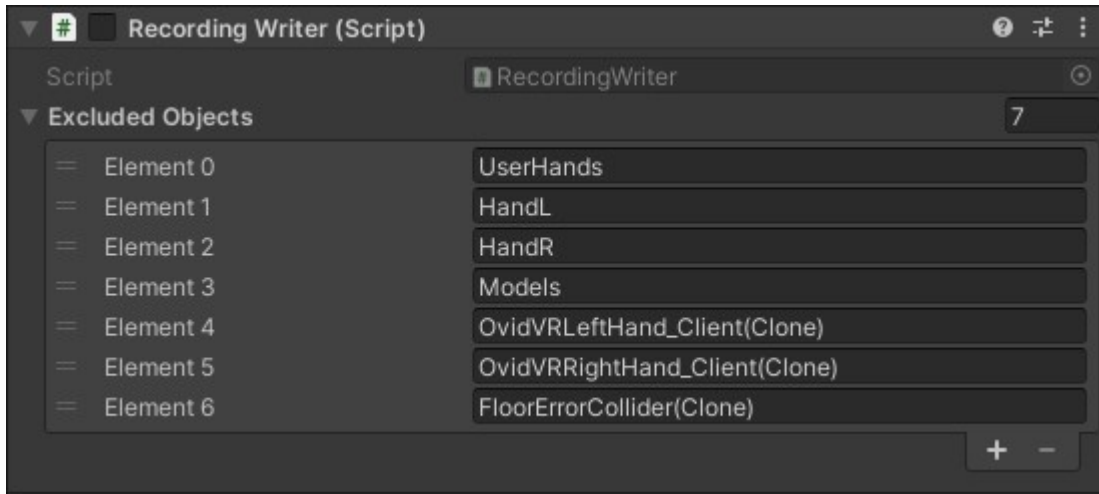 # Recording Writer (Script)
Script RecordingWriter
Excluded Objects 7
Element 0 UserHands
Element 1 HandL
Element 2 HandR
Element 3 Models
Element 4 OvidVRLeftHand_Client(Clone)
Element 5 OvidVRRightHand_Client(Clone)
Element 6 FloorErrorCollider(Clone)
+ −